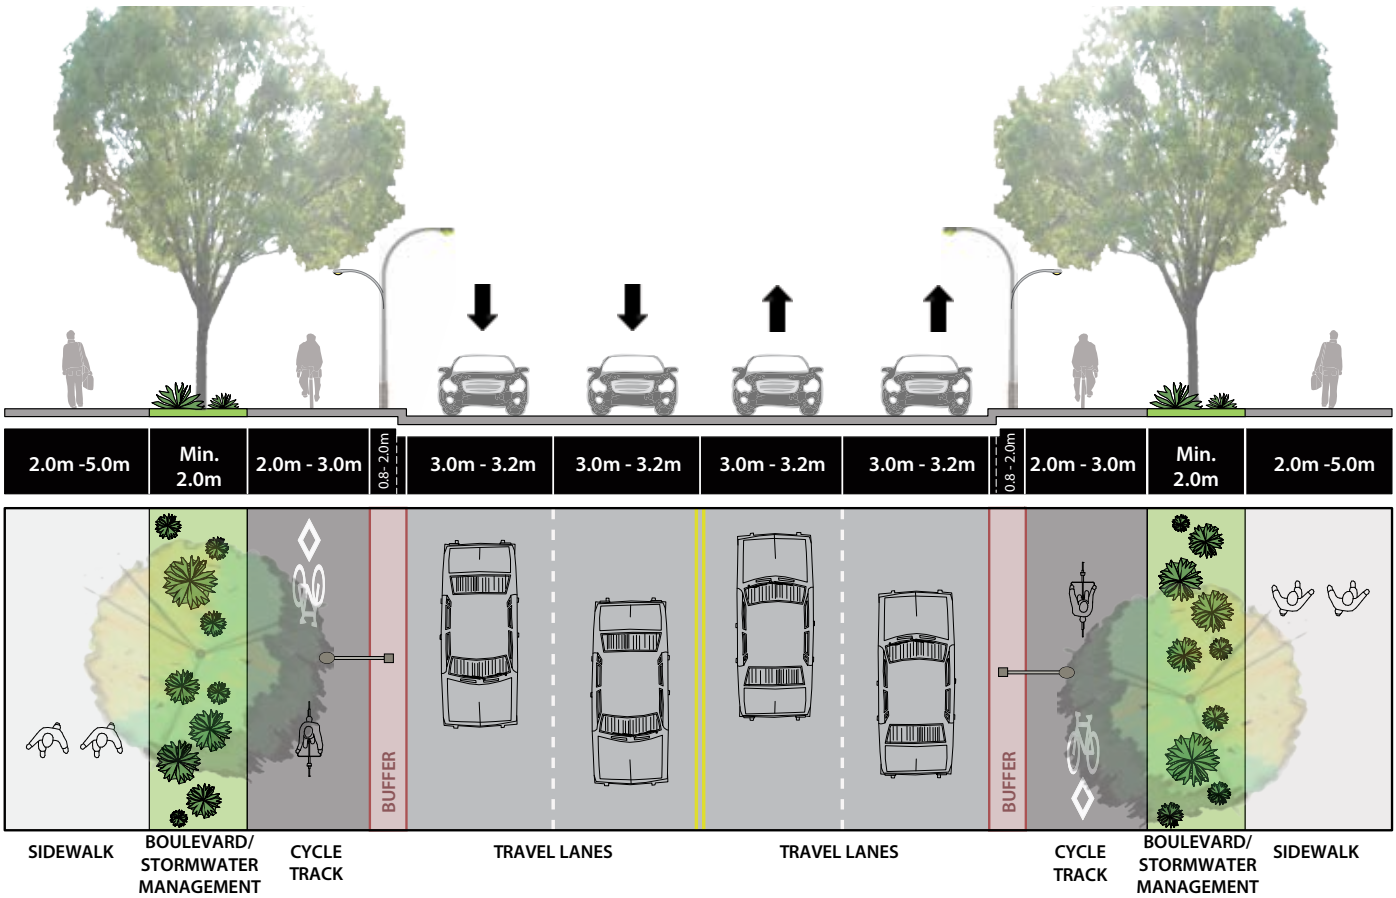 2.0m -5.0m
Min.
2.0m
2.0m - 3.0m
0.8- 2.0m
3.0m - 3.2m
3.0m - 3.2m
3.0m - 3.2m
3.0m - 3.2m
0.8 - 2.0m
2.0m - 3.0m
Min.
2.0m
2.0m -5.0m
BUFFER
BUFFER
SIDEWALK
BOULEVARD/
STORMWATER
MANAGEMENT
CYCLE
TRACK
TRAVEL LANES
TRAVEL LANES
CYCLE
TRACK
BOULEVARD/
STORMWATER
MANAGEMENT
SIDEWALK